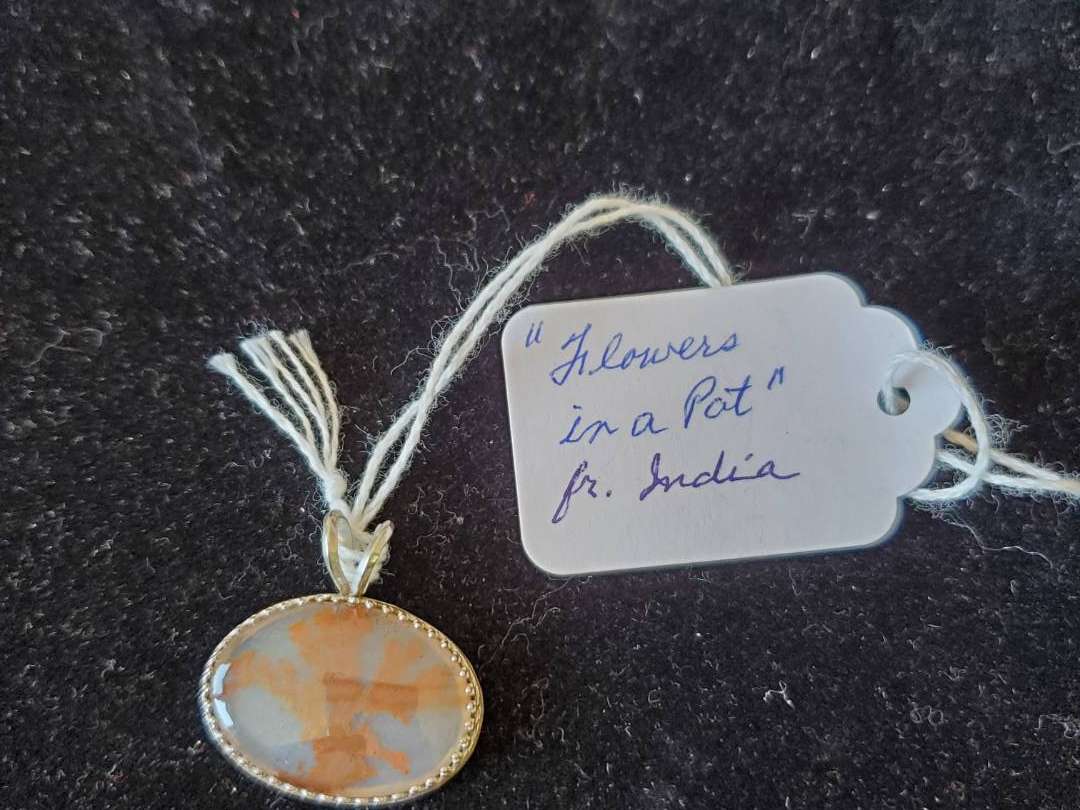 "Flowers
in a Pot"
fr. India